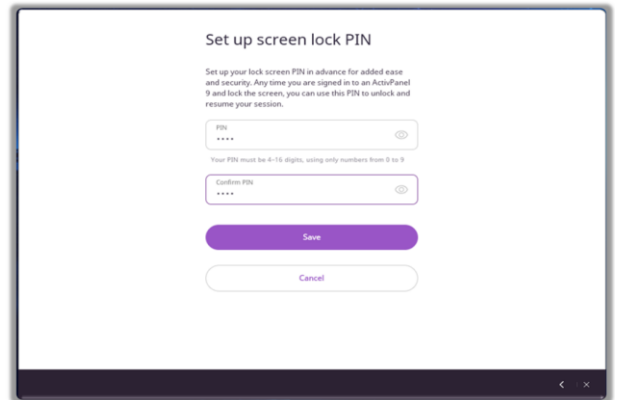 Set up screen lock PIN
Set up your lock screen PIN in advance for added ease
and security. Any time you are signed in to an ActivPanel
9 and lock the screen, you can use this PIN to unlock and
resume your session.
PIN
••••
Your PIN must be 4–16 digits, using only numbers from 0 to 9
Confirm PIN
••••
Save
Cancel